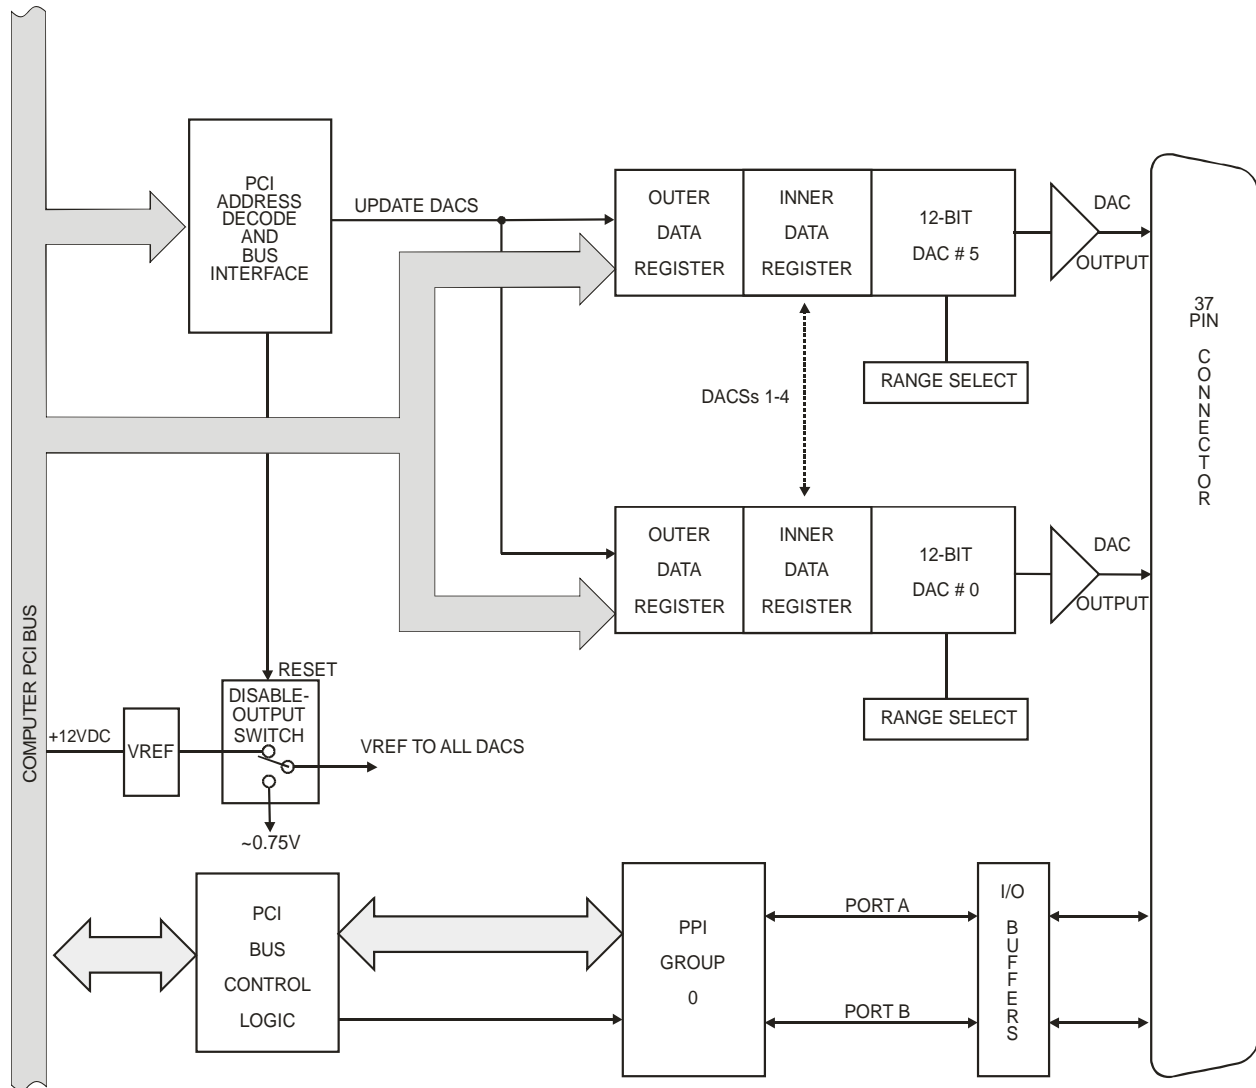 COMPUTER PCI BUS
PCI
ADDRESS
DECODE
AND
BUS
INTERFACE
UPDATE DACS
OUTER
DATA
REGISTER
INNER
DATA
REGISTER
12-BIT
DAC # 5
DAC
OUTPUT
RANGE SELECT
DACSs 1-4
37
PIN
CONNECTOR
OUTER
DATA
REGISTER
INNER
DATA
REGISTER
12-BIT
DAC # 0
DAC
OUTPUT
RANGE SELECT
RESET
DISABLE-
OUTPUT
SWITCH
+12VDC
VREF
VREF TO ALL DACS
~0.75V
PCI
BUS
CONTROL
LOGIC
PPI
GROUP
0
PORT A
PORT B
I/O
BUFFERS